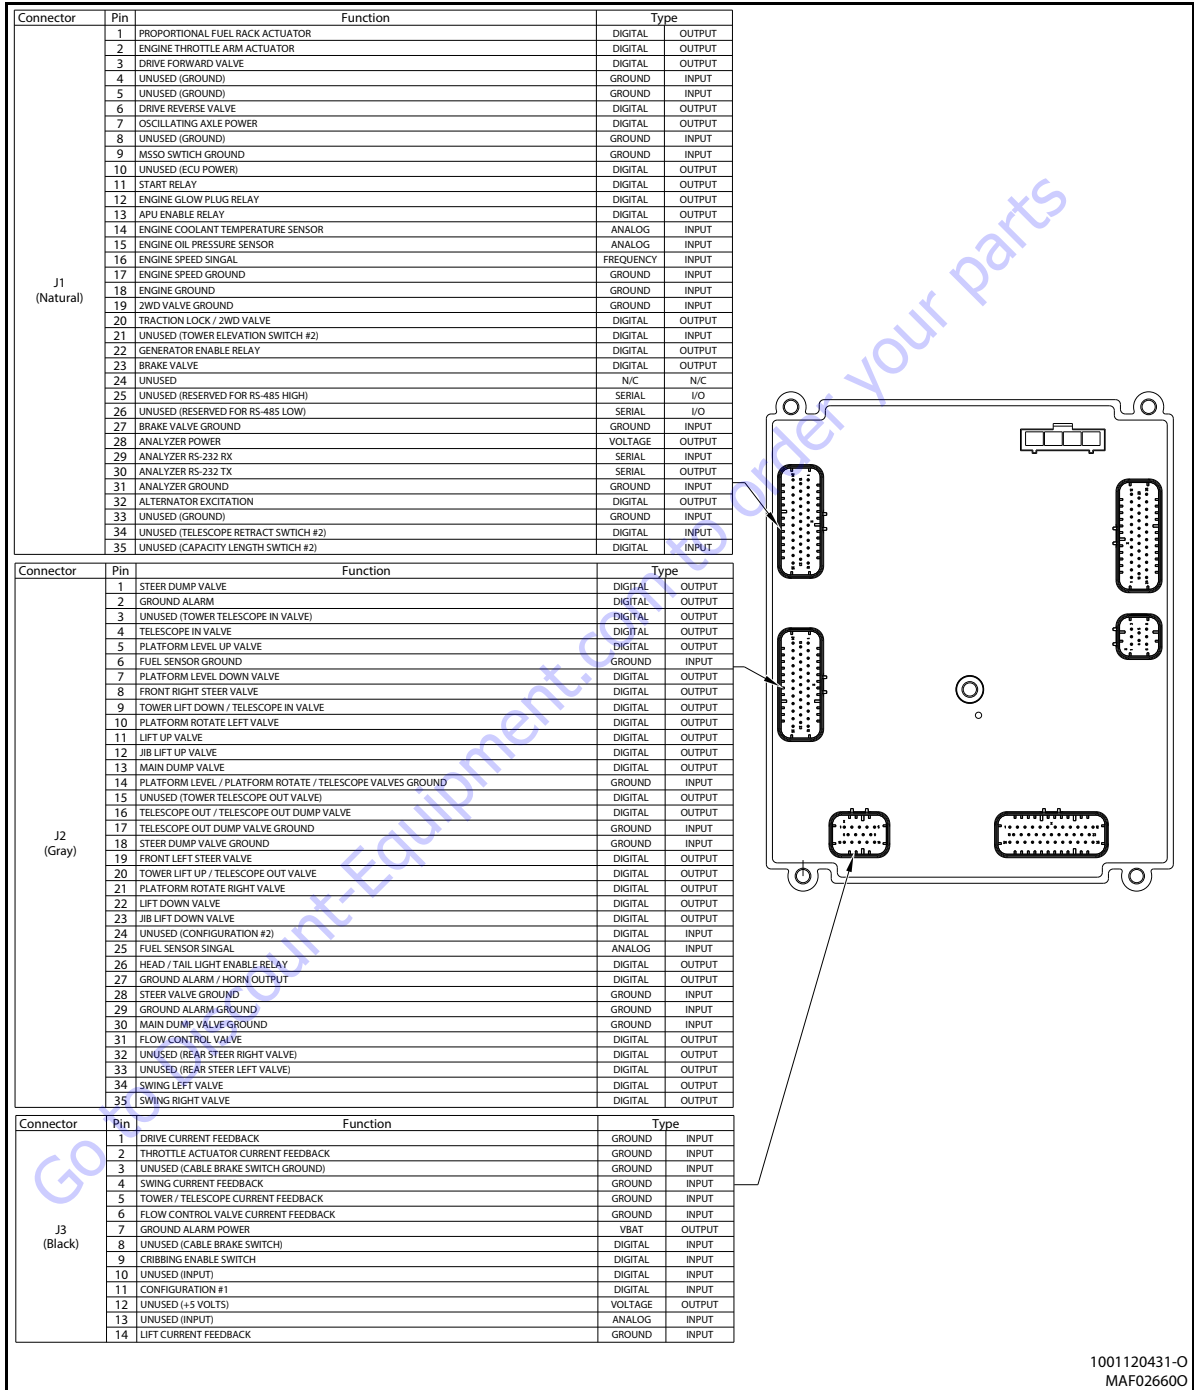 Connector Pin Function Type
1 PROPORTIONAL FUEL RACK ACTUATOR DIGITAL OUTPUT
2 ENGINE THROTTLE ARM ACTUATOR DIGITAL OUTPUT
3 DRIVE FORWARD VALVE DIGITAL OUTPUT
4 UNUSED (GROUND) GROUND INPUT
5 UNUSED (GROUND) GROUND INPUT
6 DRIVE REVERSE VALVE DIGITAL OUTPUT
7 OSCILLATING AXLE POWER DIGITAL OUTPUT
8 UNUSED (GROUND) GROUND INPUT
9 MSSO SWTICH GROUND GROUND INPUT
10 UNUSED (ECU POWER) DIGITAL OUTPUT
11 START RELAY DIGITAL OUTPUT
12 ENGINE GLOW PLUG RELAY DIGITAL OUTPUT
13 APU ENABLE RELAY DIGITAL OUTPUT
14 ENGINE COOLANT TEMPERATURE SENSOR ANALOG INPUT
15 ENGINE OIL PRESSURE SENSOR ANALOG INPUT
16 ENGINE SPEED SINGAL FREQUENCY INPUT
17 ENGINE SPEED GROUND GROUND INPUT
J1
(Natural)
18 ENGINE GROUND GROUND INPUT
19 2WD VALVE GROUND GROUND INPUT
20 TRACTION LOCK / 2WD VALVE DIGITAL OUTPUT
21 UNUSED (TOWER ELEVATION SWITCH #2) DIGITAL INPUT
22 GENERATOR ENABLE RELAY DIGITAL OUTPUT
23 BRAKE VALVE DIGITAL OUTPUT
24 UNUSED N/C N/C
25 UNUSED (RESERVED FOR RS-485 HIGH) SERIAL I/O
26 UNUSED (RESERVED FOR RS-485 LOW) SERIAL I/O
27 BRAKE VALVE GROUND GROUND INPUT
28 ANALYZER POWER VOLTAGE OUTPUT
29 ANALYZER RS-232 RX SERIAL INPUT
30 ANALYZER RS-232 TX SERIAL OUTPUT
31 ANALYZER GROUND GROUND INPUT
32 ALTERNATOR EXCITATION DIGITAL OUTPUT
33 UNUSED (GROUND) GROUND INPUT
34 UNUSED (TELESCOPE RETRACT SWTICH #2) DIGITAL INPUT
35 UNUSED (CAPACITY LENGTH SWTICH #2) DIGITAL INPUT
Connector Pin Function Type
1 STEER DUMP VALVE DIGITAL OUTPUT
2 GROUND ALARM DIGITAL OUTPUT
3 UNUSED (TOWER TELESCOPE IN VALVE) DIGITAL OUTPUT
4 TELESCOPE IN VALVE DIGITAL OUTPUT
5 PLATFORM LEVEL UP VALVE DIGITAL OUTPUT
6 FUEL SENSOR GROUND GROUND INPUT
7 PLATFORM LEVEL DOWN VALVE DIGITAL OUTPUT
8 FRONT RIGHT STEER VALVE DIGITAL OUTPUT
9 TOWER LIFT DOWN / TELESCOPE IN VALVE DIGITAL OUTPUT
10 PLATFORM ROTATE LEFT VALVE DIGITAL OUTPUT
11 LIFT UP VALVE DIGITAL OUTPUT
12 JIB LIFT UP VALVE DIGITAL OUTPUT
13 MAIN DUMP VALVE DIGITAL OUTPUT
14 PLATFORM LEVEL / PLATFORM ROTATE / TELESCOPE VALVES GROUND GROUND INPUT
15 UNUSED (TOWER TELESCOPE OUT VALVE) DIGITAL OUTPUT
16 TELESCOPE OUT / TELESCOPE OUT DUMP VALVE DIGITAL OUTPUT
17 TELESCOPE OUT DUMP VALVE GROUND GROUND INPUT
J2
(Gray)
18 STEER DUMP VALVE GROUND GROUND INPUT
19 FRONT LEFT STEER VALVE DIGITAL OUTPUT
20 TOWER LIFT UP / TELESCOPE OUT VALVE DIGITAL OUTPUT
21 PLATFORM ROTATE RIGHT VALVE DIGITAL OUTPUT
22 LIFT DOWN VALVE DIGITAL OUTPUT
23 JIB LIFT DOWN VALVE DIGITAL OUTPUT
24 UNUSED (CONFIGURATION #2) DIGITAL INPUT
25 FUEL SENSOR SINGAL ANALOG INPUT
26 HEAD / TAIL LIGHT ENABLE RELAY DIGITAL OUTPUT
27 GROUND ALARM / HORN OUTPUT DIGITAL OUTPUT
28 STEER VALVE GROUND GROUND INPUT
29 GROUND ALARM GROUND GROUND INPUT
30 MAIN DUMP VALVE GROUND GROUND INPUT
31 FLOW CONTROL VALVE DIGITAL OUTPUT
32 UNUSED (REAR STEER RIGHT VALVE) DIGITAL OUTPUT
33 UNUSED (REAR STEER LEFT VALVE) DIGITAL OUTPUT
34 SWING LEFT VALVE DIGITAL OUTPUT
35 SWING RIGHT VALVE DIGITAL OUTPUT
Connector Pin Function Type
1 DRIVE CURRENT FEEDBACK GROUND INPUT
2 THROTTLE ACTUATOR CURRENT FEEDBACK GROUND INPUT
3 UNUSED (CABLE BRAKE SWITCH GROUND) GROUND INPUT
4 SWING CURRENT FEEDBACK GROUND INPUT
5 TOWER / TELESCOPE CURRENT FEEDBACK GROUND INPUT
6 FLOW CONTROL VALVE CURRENT FEEDBACK GROUND INPUT
J3
(Black)
7 GROUND ALARM POWER VBAT OUTPUT
8 UNUSED (CABLE BRAKE SWITCH) DIGITAL INPUT
9 CRIBBING ENABLE SWITCH DIGITAL INPUT
10 UNUSED (INPUT) DIGITAL INPUT
11 CONFIGURATION #1 DIGITAL INPUT
12 UNUSED (+5 VOLTS) VOLTAGE OUTPUT
13 UNUSED (INPUT) ANALOG INPUT
14 LIFT CURRENT FEEDBACK GROUND INPUT
Go to Discount-Equipment.com to order your parts
1001120431-O
MAF02660O